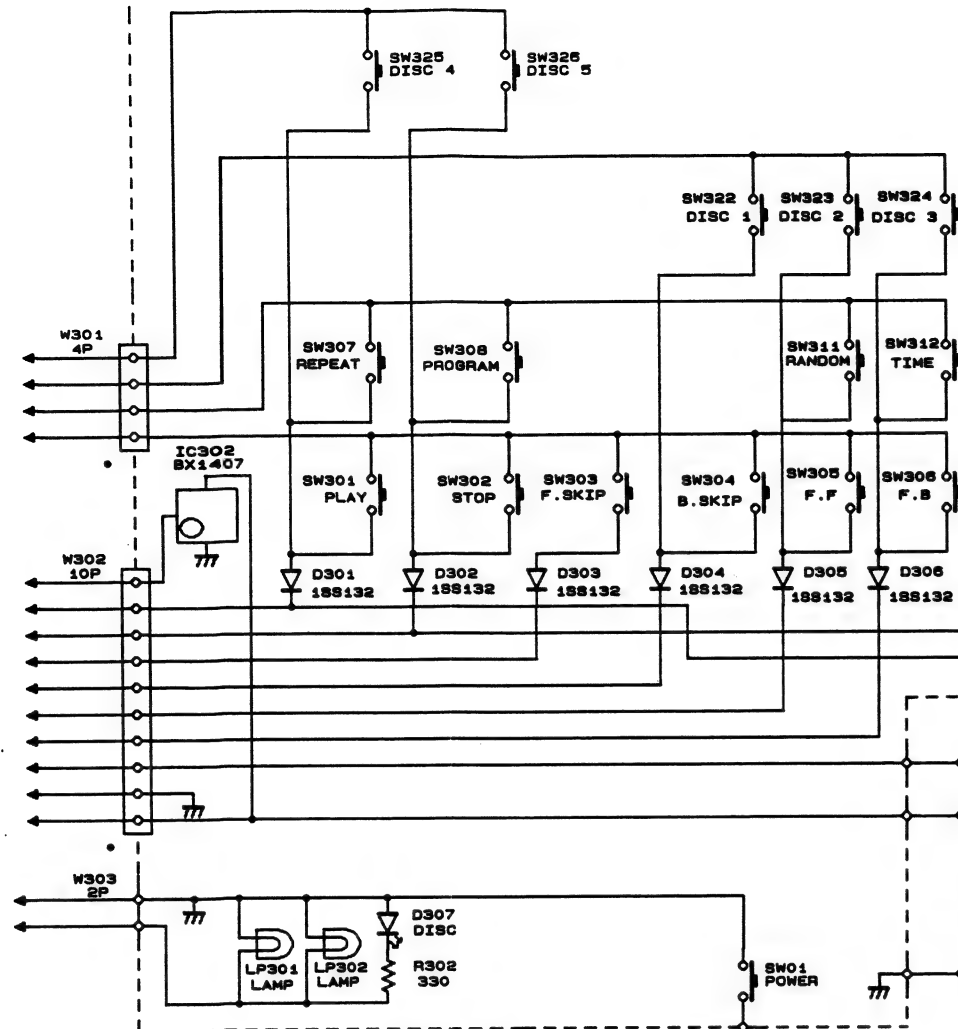 SW325
DISC 4
SW326
DISC 5
SW322
DISC 1
SW323
DISC 2
SW324
DISC 3
W301
4P
SW307
REPEAT
SW308
PROGRAM
SW311
RANDOM
SW312
TIME
IC302
BX1407
SW301
PLAY
SW302
STOP
SW303
F.SKIP
SW304
B.SKIP
SW305
F.F
SW306
F.B
W302
10P
D301
1SS132
D302
1SS132
D303
1SS132
D304
1SS132
D305
1SS132
D306
1SS132
W303
2P
LP301
LAMP
LP302
LAMP
D307
DISC
R302
330
SW01
POWER